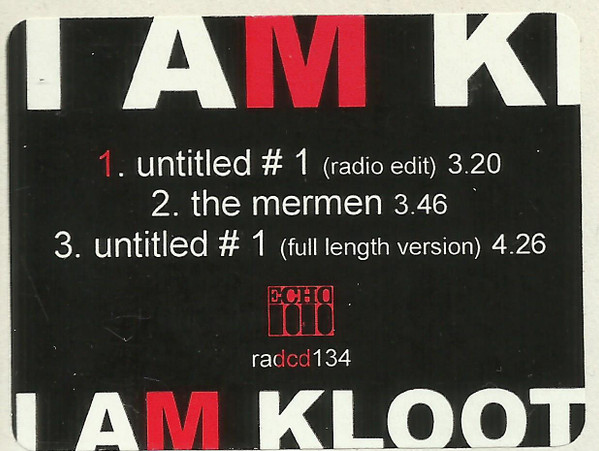 I AM KL
1. untitled # 1 (radio edit) 3.20
2. the mermen 3.46
3. untitled # 1 (full length version) 4.26
ECHO
radcd134
I AM KLOOT